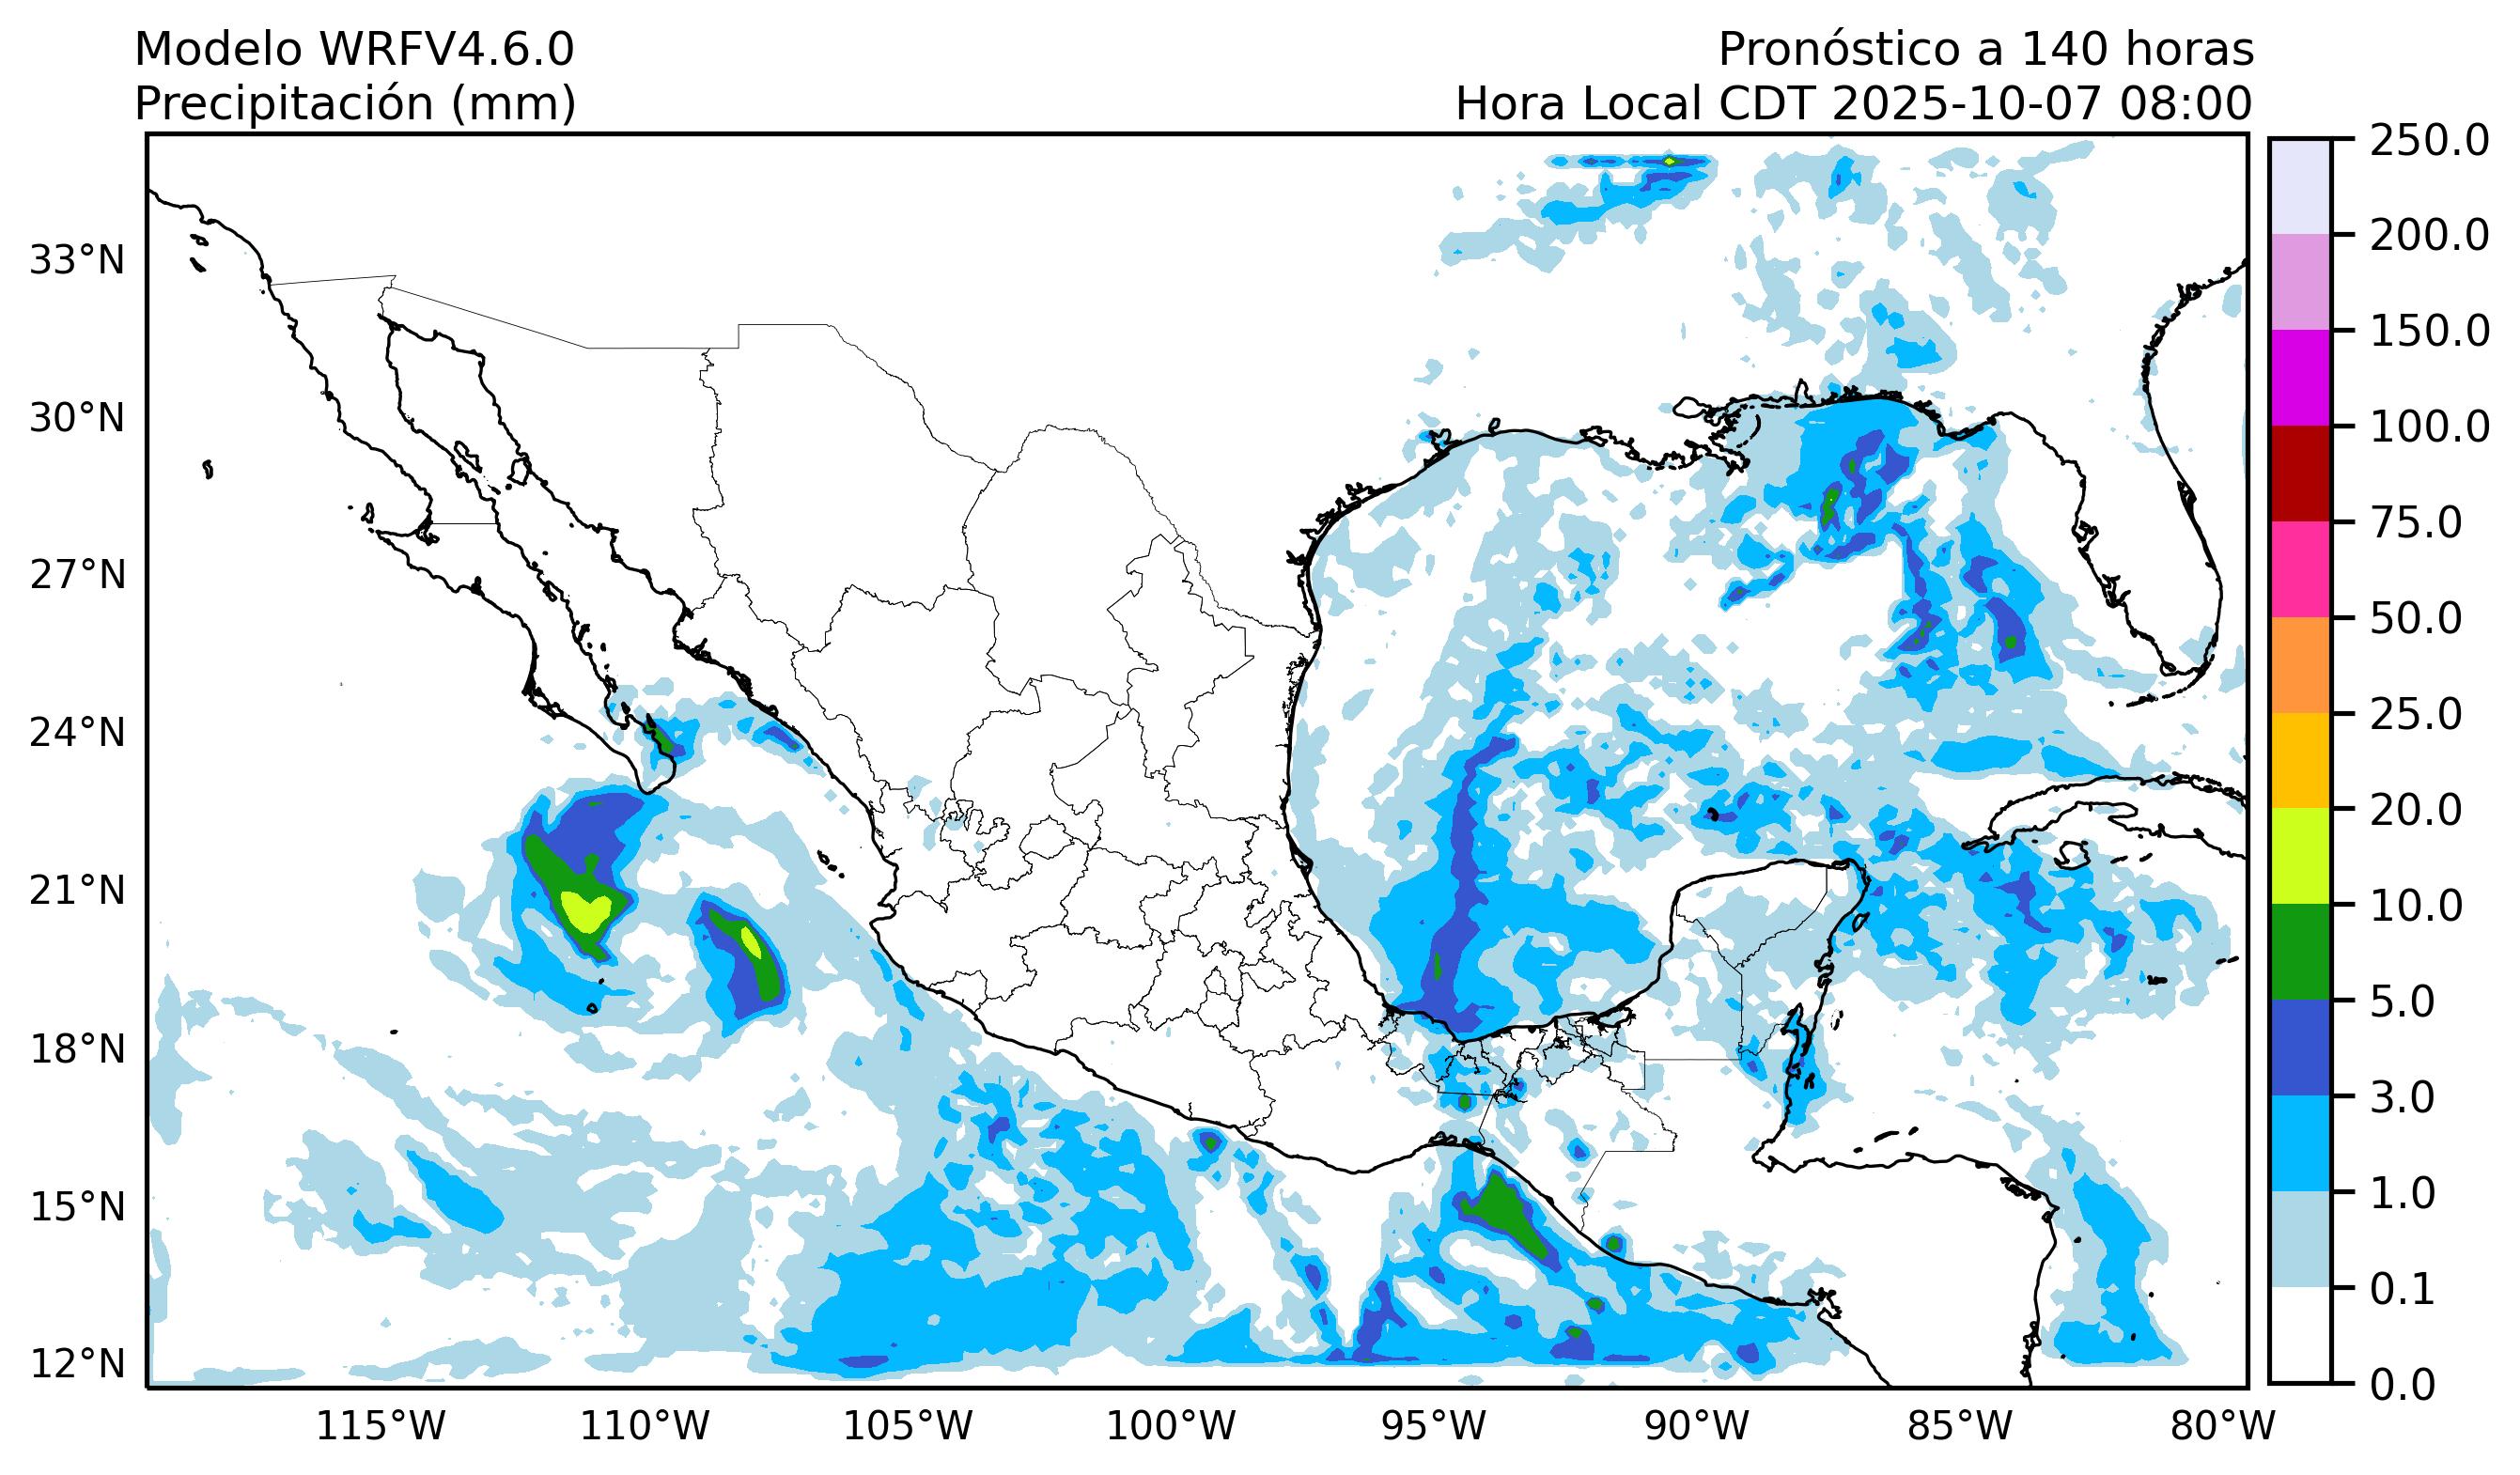 Modelo WRFV4.6.0
Precipitación (mm)
Pronóstico a 140 horas
Hora Local CDT 2025-10-07 08:00
33°N
30°N
27°N
24°N
21°N
18°N
15°N
12°N
115°W
110°W
105°W
100°W
95°W
90°W
85°W
80°W
250.0
200.0
150.0
100.0
75.0
50.0
25.0
20.0
10.0
5.0
3.0
1.0
0.1
0.0